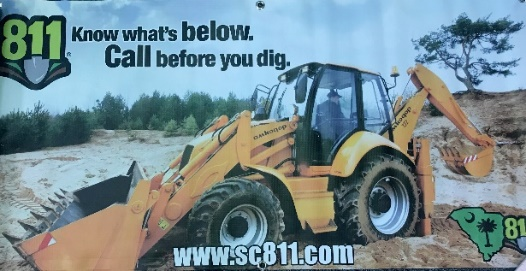 811
Know what's below.
Call before you dig.
www.sc811.com
81